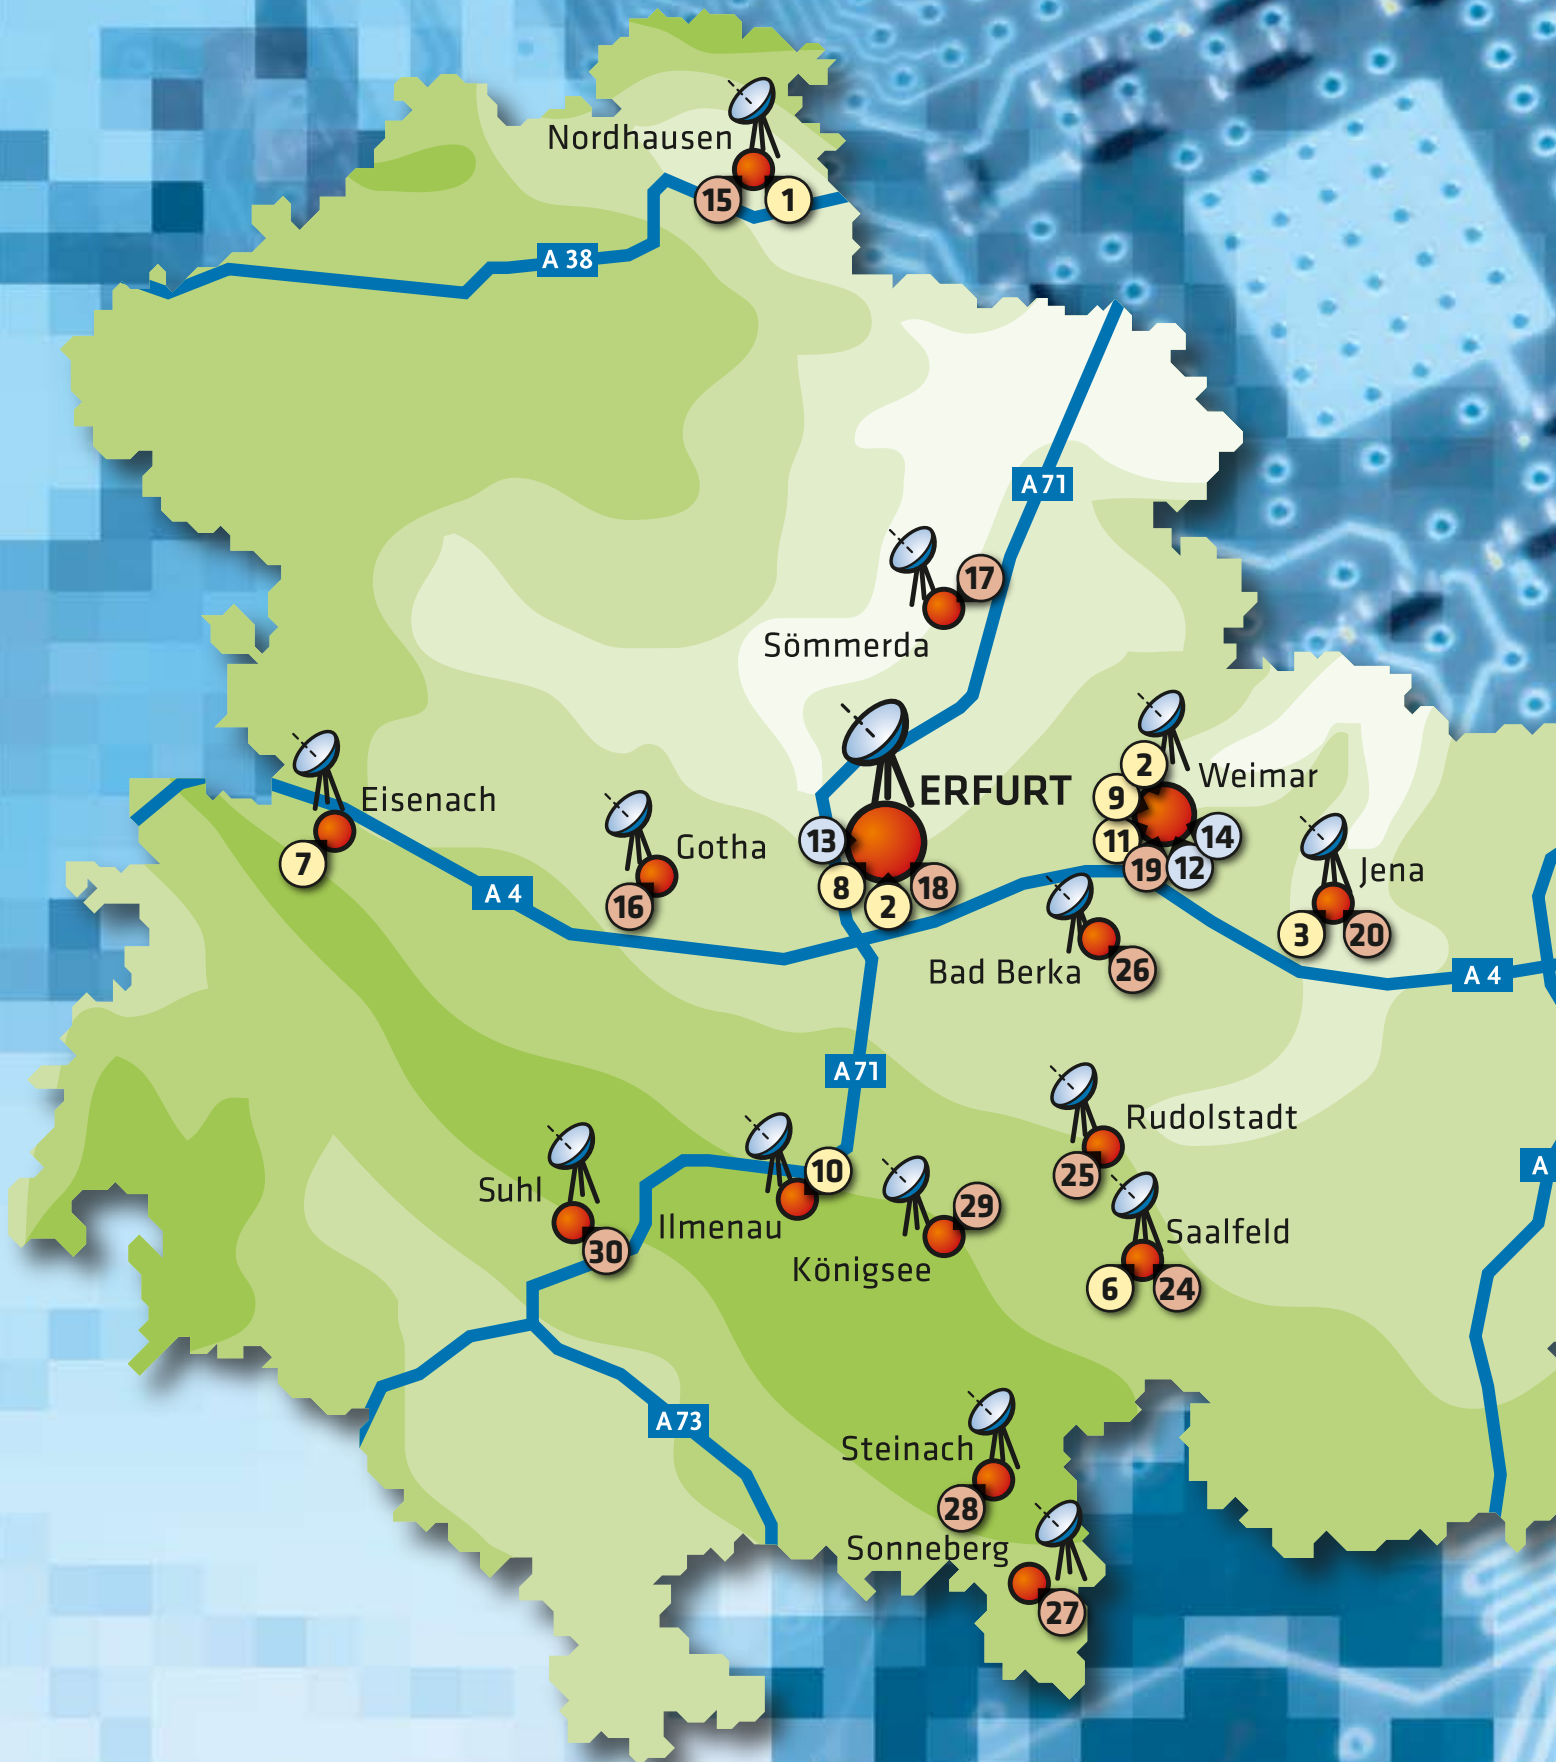 Nordhausen
15
1
A 38
A 71
17
Sömmerda
2
Weimar
9
ERFURT
Eisenach
7
13
11
14
19
12
Gotha
16
8
2
18
Jena
3
20
A 4
Bad Berka
26
A 4
A 71
Rudolstadt
25
10
Suhl
Ilmenau
29
30
Königsee
Saalfeld
6
24
A
A 73
Steinach
28
Sonneberg
27